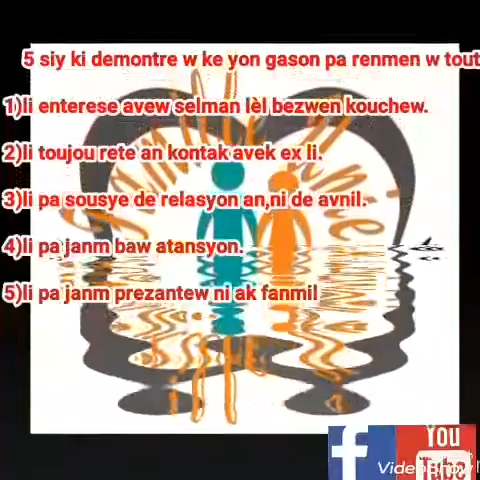 5 siy ki demontre w ke yon gason pa renmen w tout
1)li enterese avew selman lèl bezwen kouchew.
2)li toujou rete an kontak avek ex li.
3)li pa sousye de relasyon an,ni de avnil.
4)li pa janm baw atansyon.
5)li pa janm prezantew ni ak fanmil
f
You
Tube